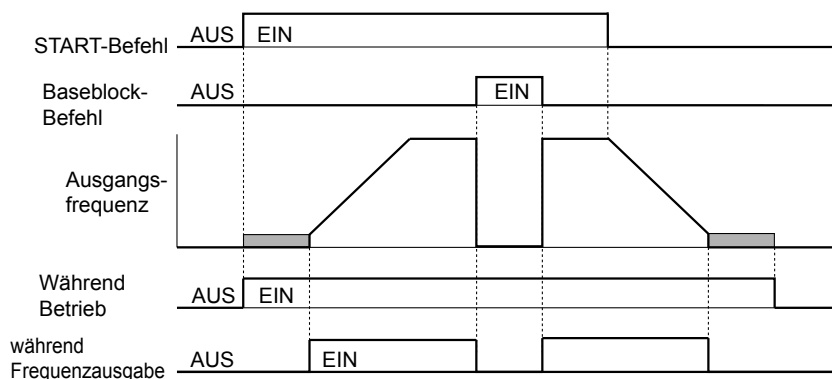 START-Befehl AUS EIN
Baseblock-
Befehl AUS EIN
Ausgangs-
frequenz
Während
Betrieb AUS EIN
während
Frequenzausgabe AUS EIN